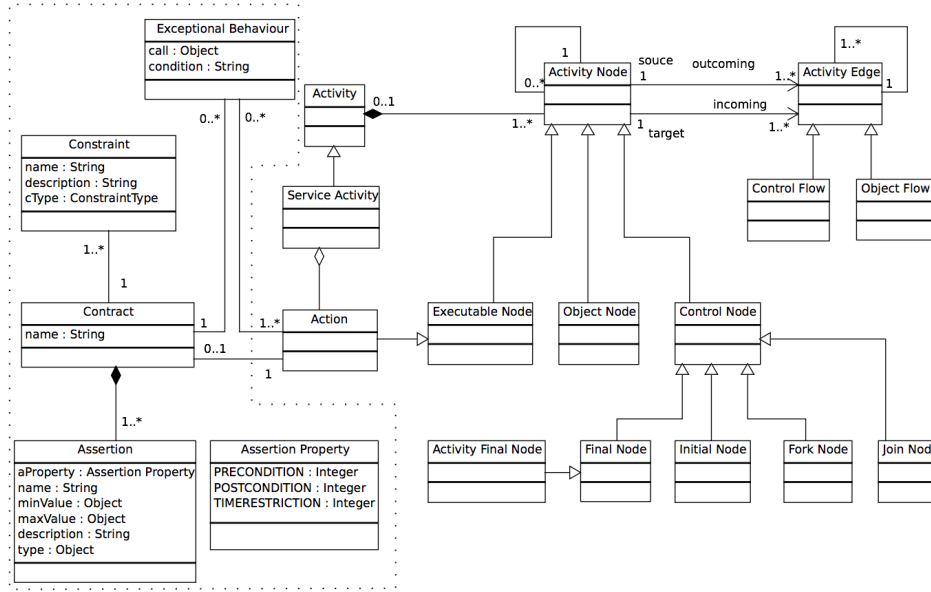 Exceptional Behaviour
call : Object
condition : String
0..*
0..*
Activity
0..1
1..*
Activity Node
1
0..*
souce
1
outcoming
1..*
incoming
1
target
1..*
Activity Edge
1..*
1
Constraint
name : String
description : String
cType : ConstraintType
1..*
1
Service Activity
Control Flow
Object Flow
Contract
name : String
1
0..1
1..*
1
Action
Executable Node
Object Node
Control Node
1..*
Assertion
aProperty : Assertion Property
name : String
minValue : Object
maxValue : Object
description : String
type : Object
Assertion Property
PRECONDITION : Integer
POSTCONDITION : Integer
TIMERESTRICTION : Integer
Activity Final Node
Final Node
Initial Node
Fork Node
Join Nod